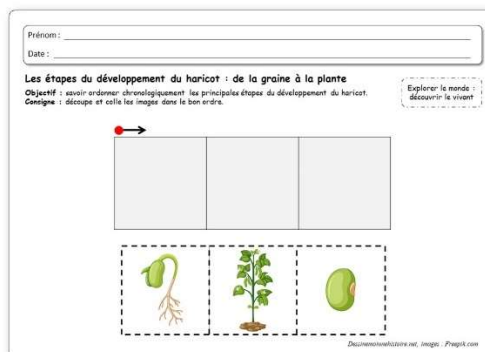 Prénom :
Date :
Les étapes du développement du haricot : de la graine à la plante
Objectif : savoir ordonner chronologiquement les principales étapes du développement du haricot.
Consigne : découpe et colle les images dans le bon ordre.
Explorer le monde :
découvrir le vivant
Dessinemoiunehistoire.net, images : Freepik.com